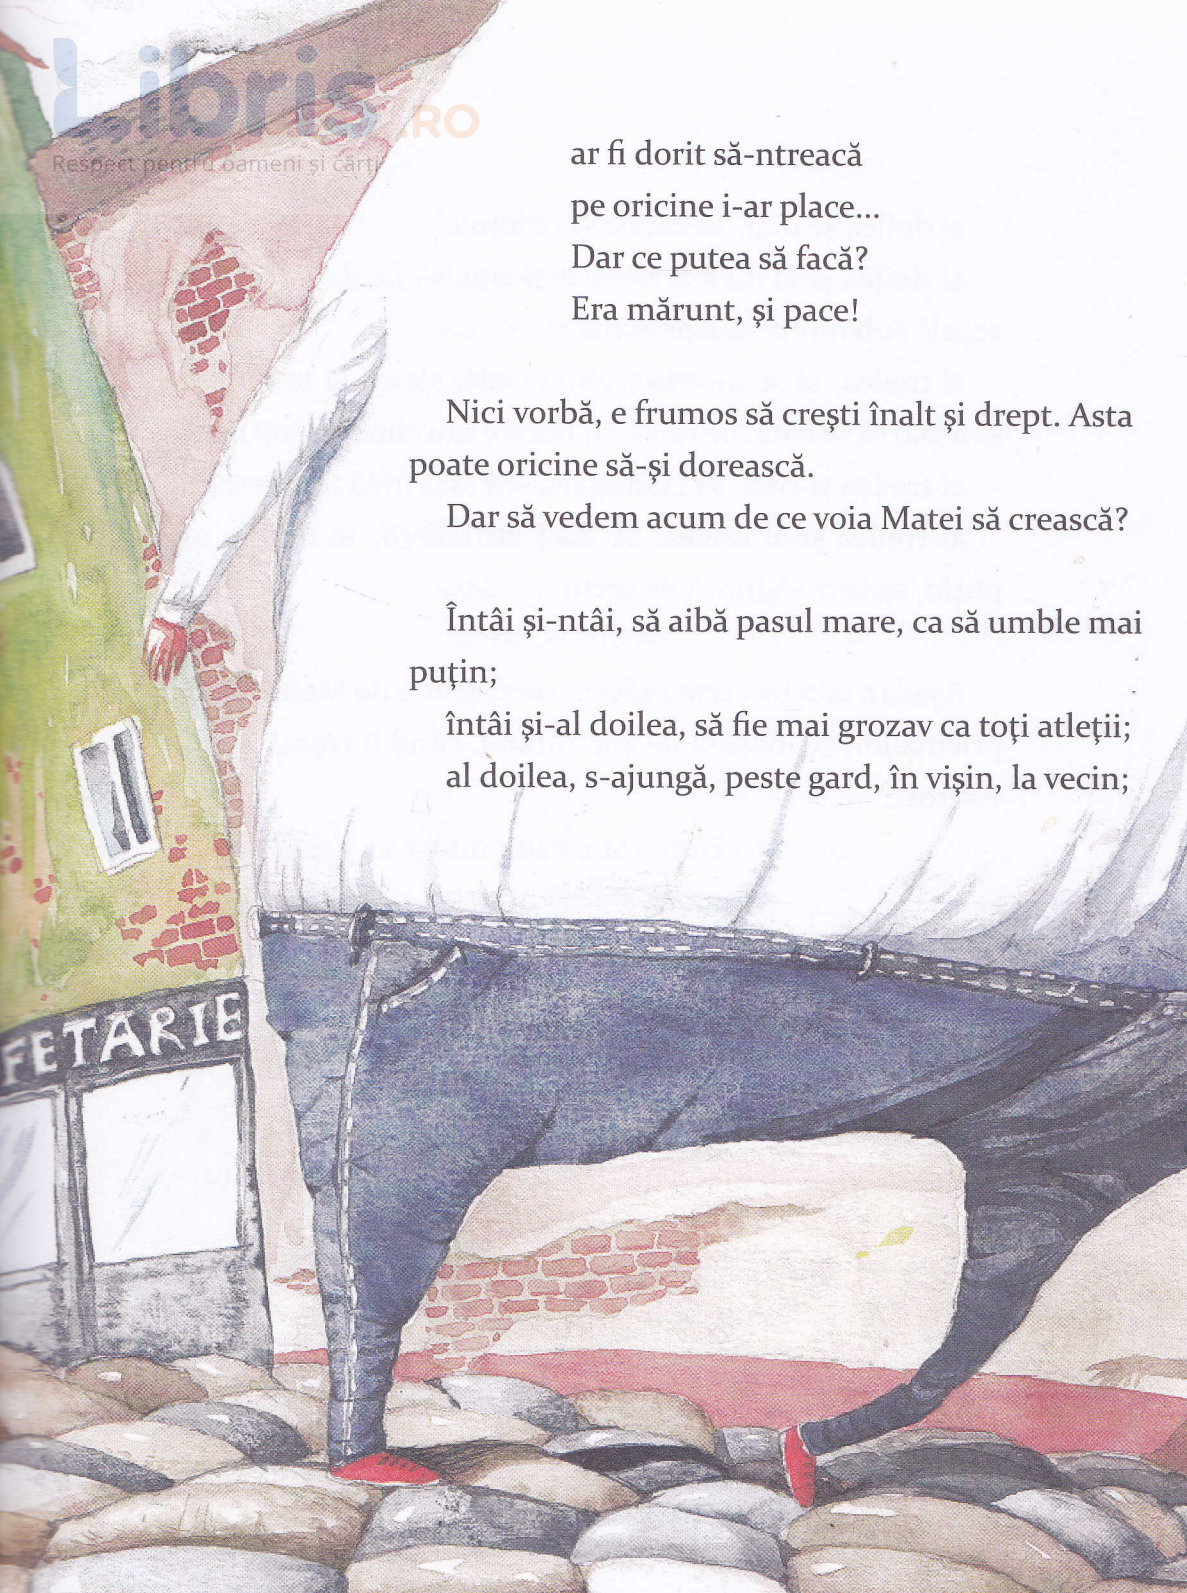 Libris.RO
Respect pentru oameni și cărți
ar fi dorit să-ntreacă
pe oricine i-ar place...
Dar ce putea să facă?
Era mărunt, și pace!
Nici vorbă, e frumos să crești înalt și drept. Asta
poate oricine să-și dorească.
Dar să vedem acum de ce voia Matei să crească?
Întâi și-ntâi, să aibă pasul mare, ca să umble mai
puțin;
întâi și-al doilea, să fie mai grozav ca toți atleții;
al doilea, s-ajungă, peste gard, în vișin, la vecin;
FETĂRIE